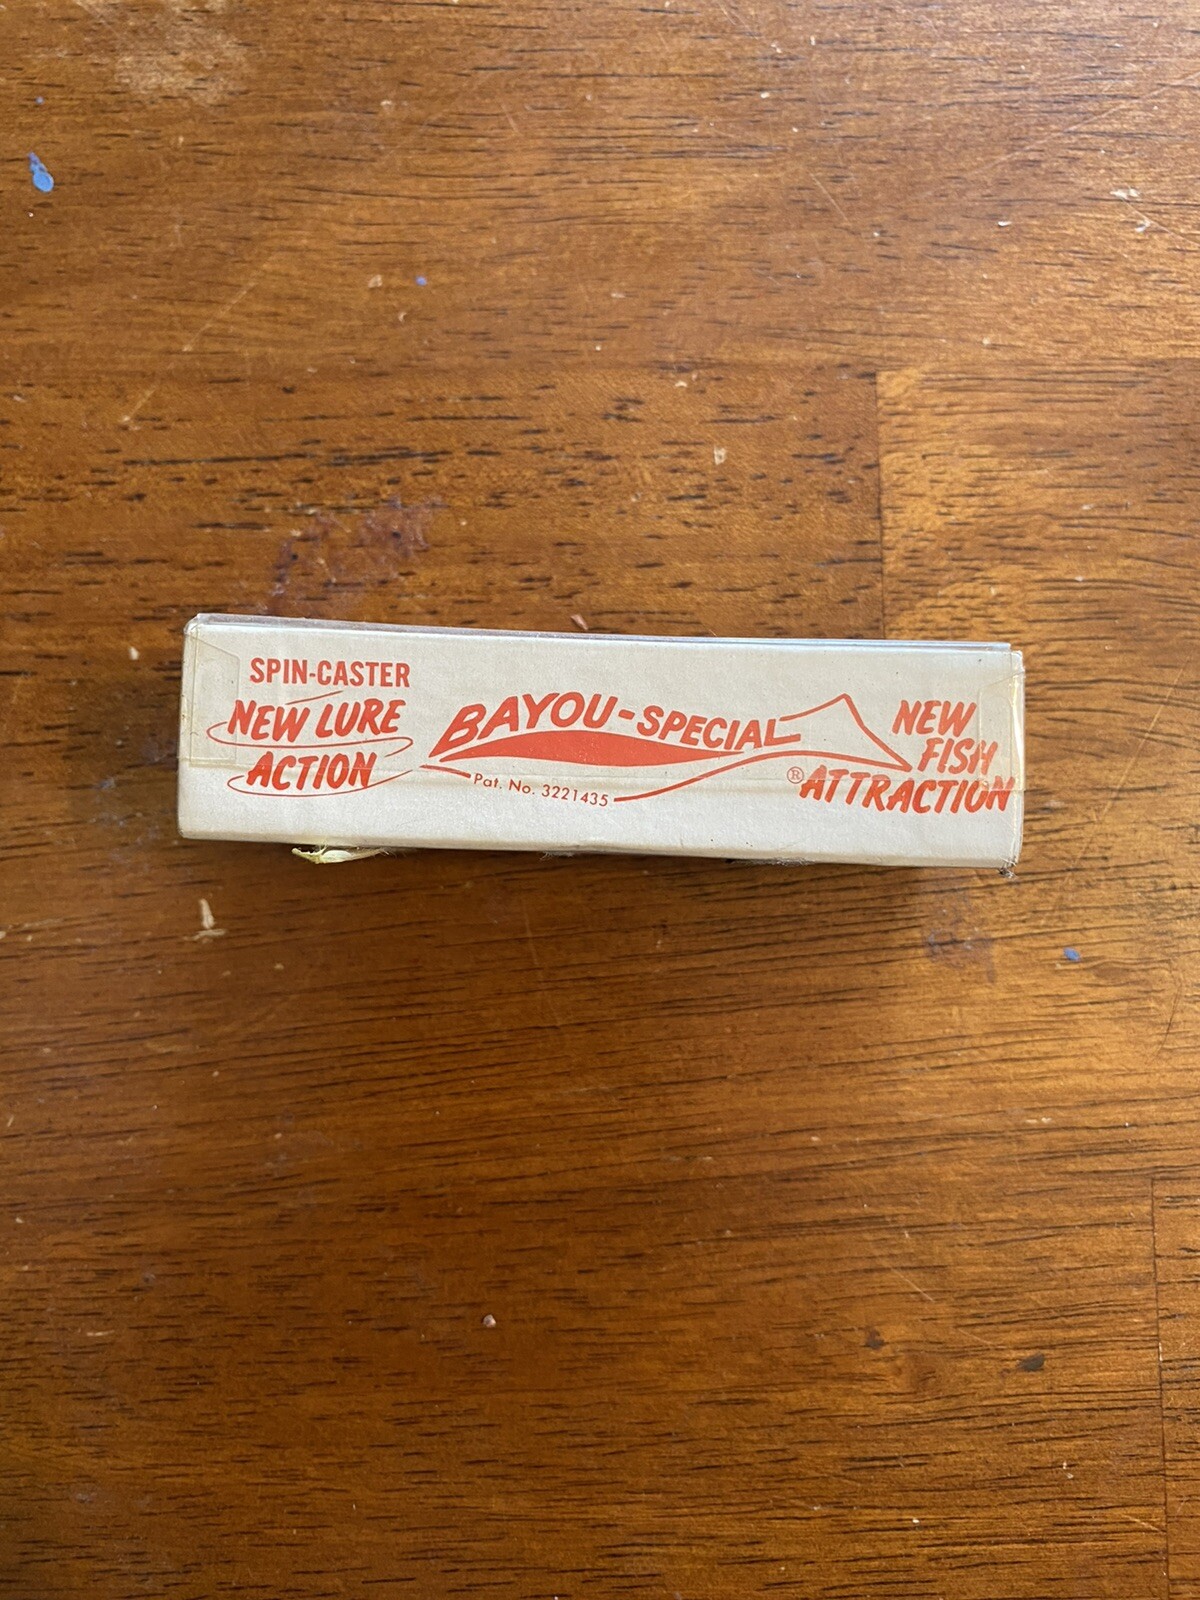 SPIN-CASTER
NEW LURE
ACTION
BAYOU-SPECIAL
Pat. No. 3221435
NEW
FISH
® ATTRACTION